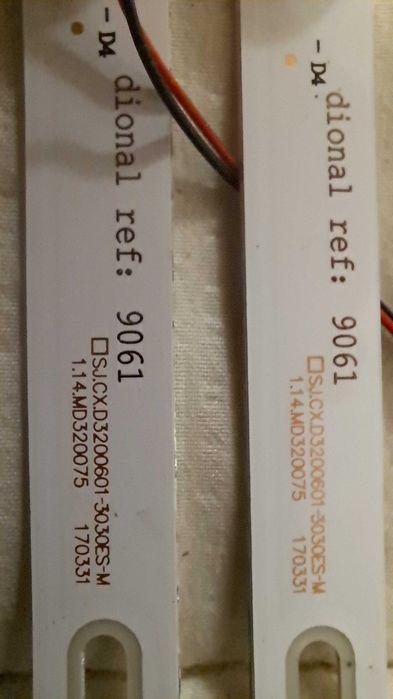 - D4
dional ref: 9061
SJ.CX.D3200601-3030ES-M
1.14.MD320075 170331
- D4
dional ref: 9061
SJ.CX.D3200601-3030ES-M
1.14.MD320075 170331